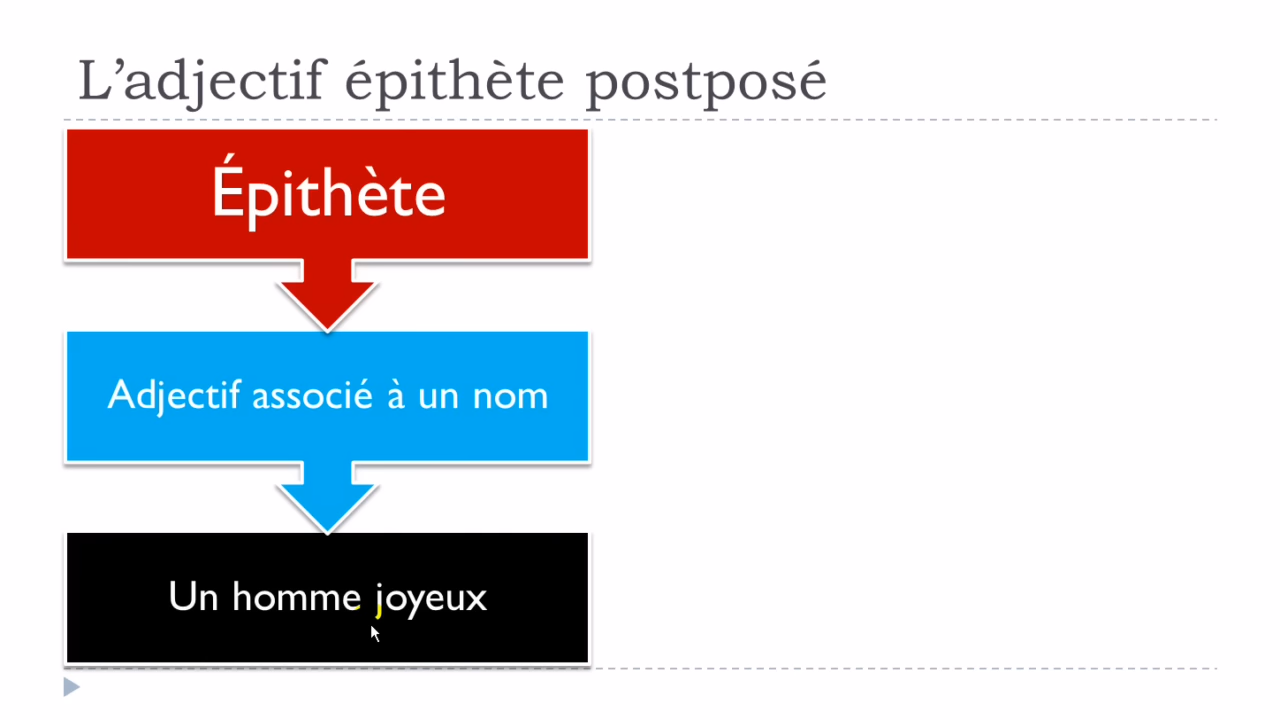 L’adjectif épithète postposé
Épithète
Adjectif associé à un nom
Un homme joyeux